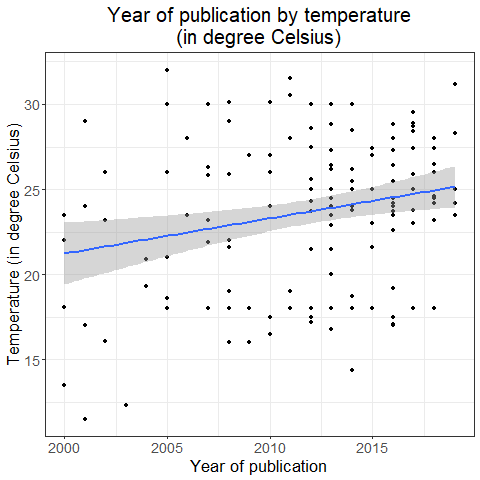 Year of publication by temperature
(in degree Celsius)
Temperature (in degree Celsius)
30
25
20
15
2000
2005
2010
2015
Year of publication